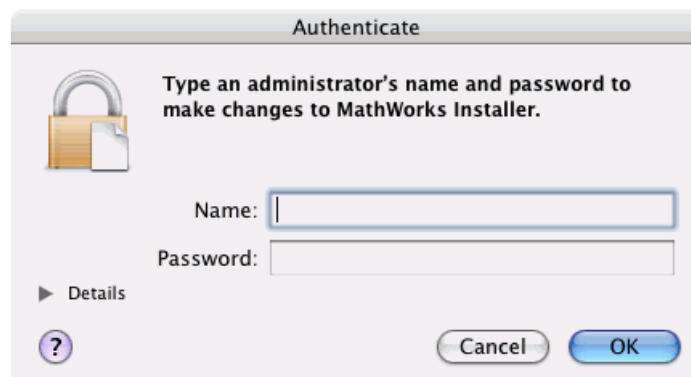 Authenticate
Type an administrator's name and password to
make changes to MathWorks Installer.
Name:
Password:
Details
?
Cancel
OK